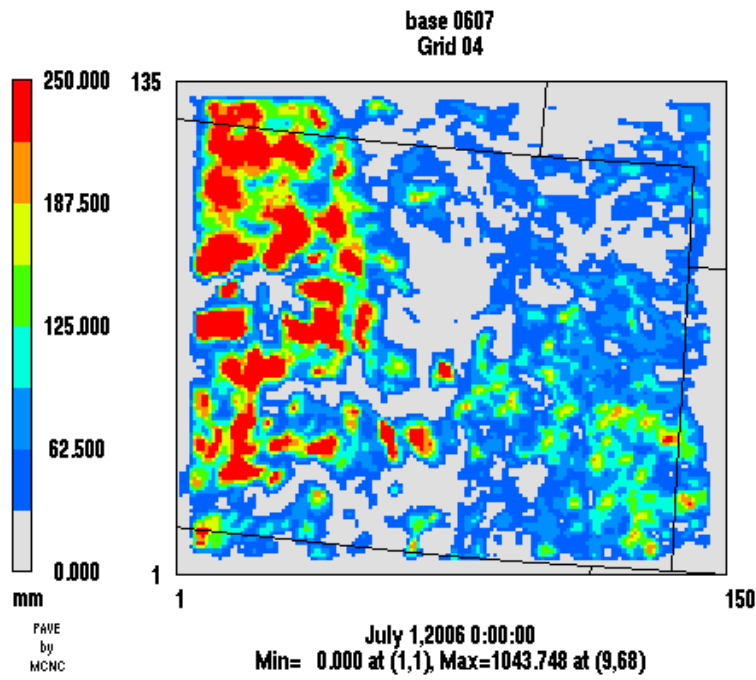 base 0607
Grid 04
250.000
187.500
125.000
62.500
0.000
mm
135
1
1
150
PAVE
by
MCNC
July 1,2006 0:00:00
Min= 0.000 at (1,1), Max=1043.748 at (9,68)